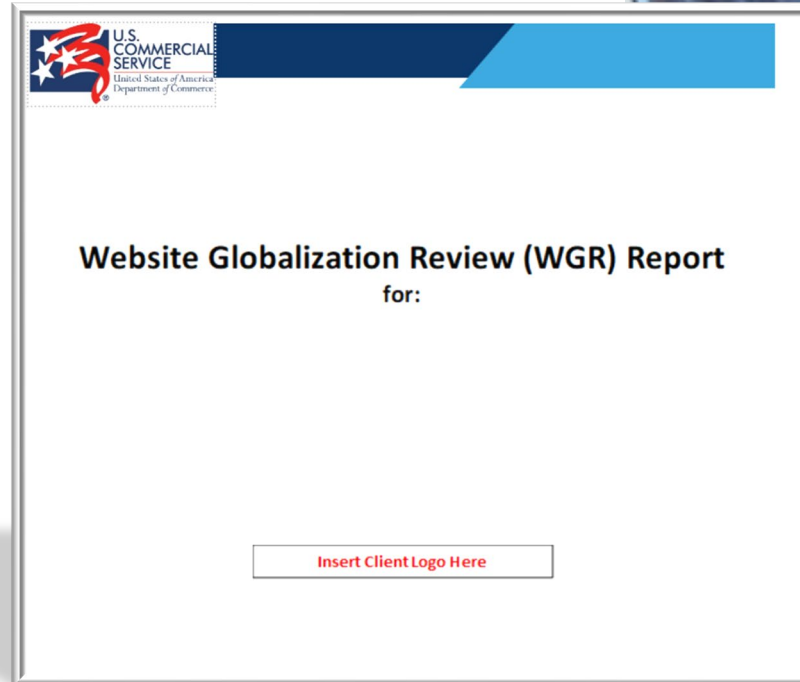 U.S.
COMMERCIAL
SERVICE
United States of America
Department of Commerce
®
Website Globalization Review (WGR) Report
for:
Insert Client Logo Here